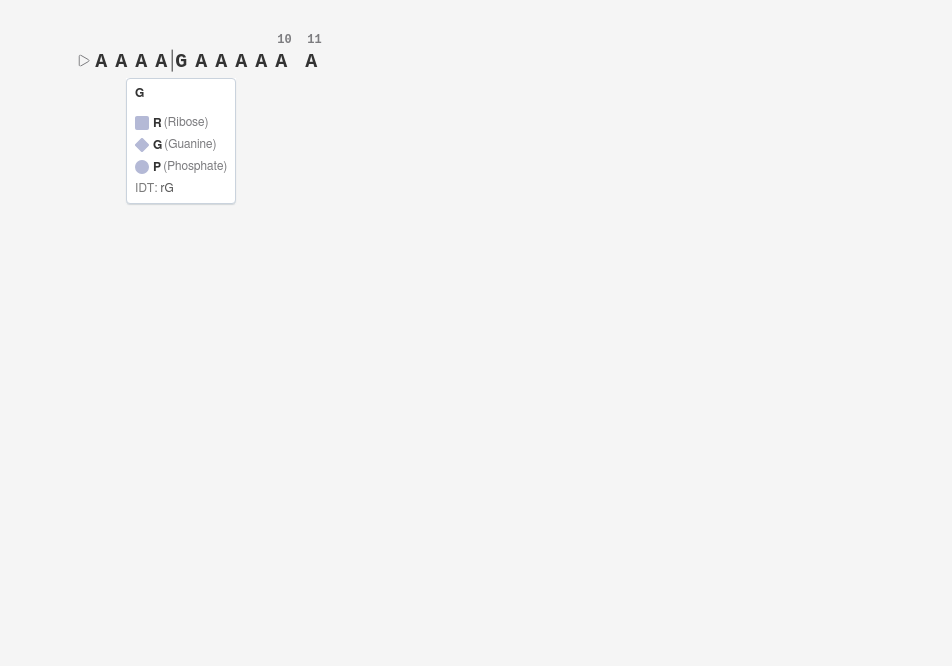 10 11
A A A A G A A A A A A
G
R (Ribose)
G (Guanine)
P (Phosphate)
IDT: rG